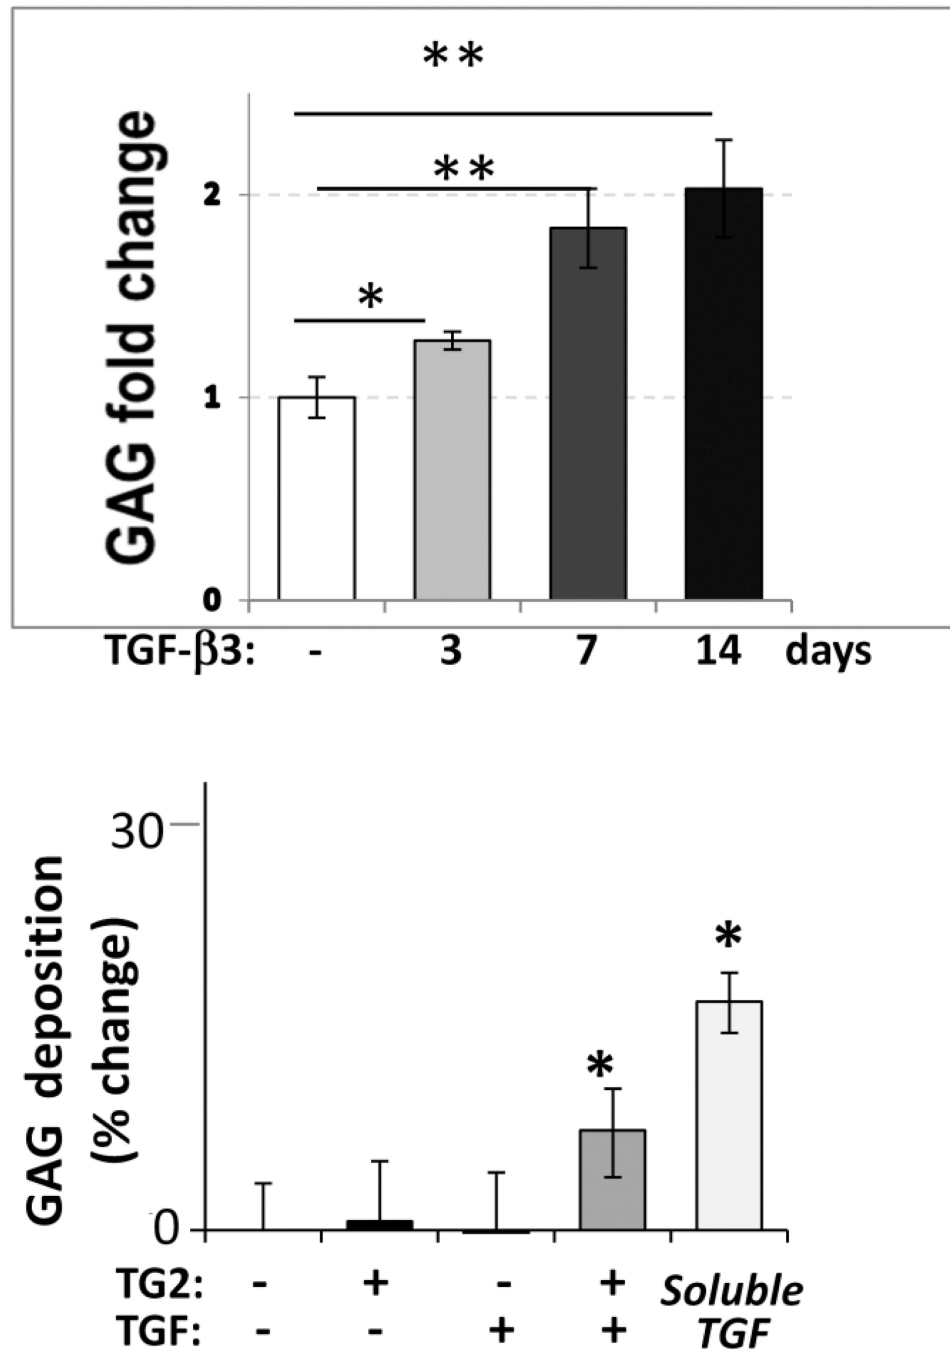 **
GAG fold change
**
2
*
1
0
TGF-β3: - 3 7 14 days
30
GAG deposition
(% change)
*
*
0
TG2: - + - + Soluble
TGF: - - + + TGF